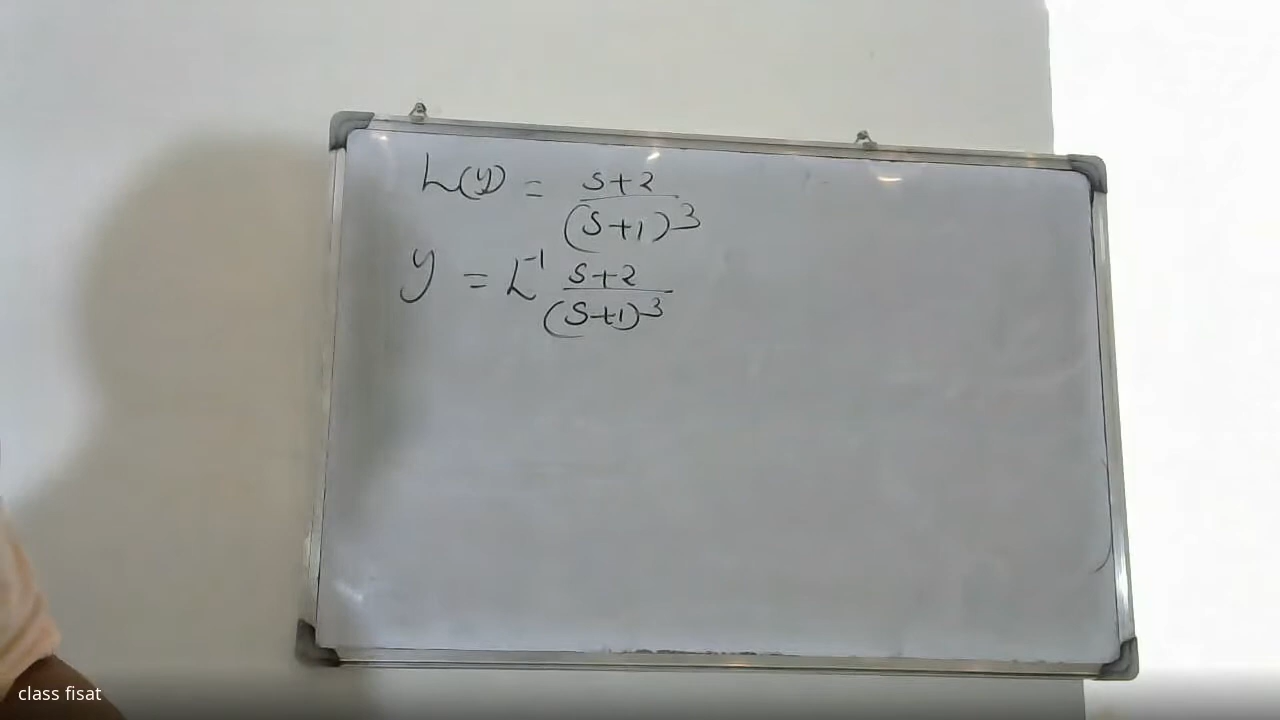 L(y) = s+2
(s+1)3
y = L-1 s+2
(s+1)3
class fisat